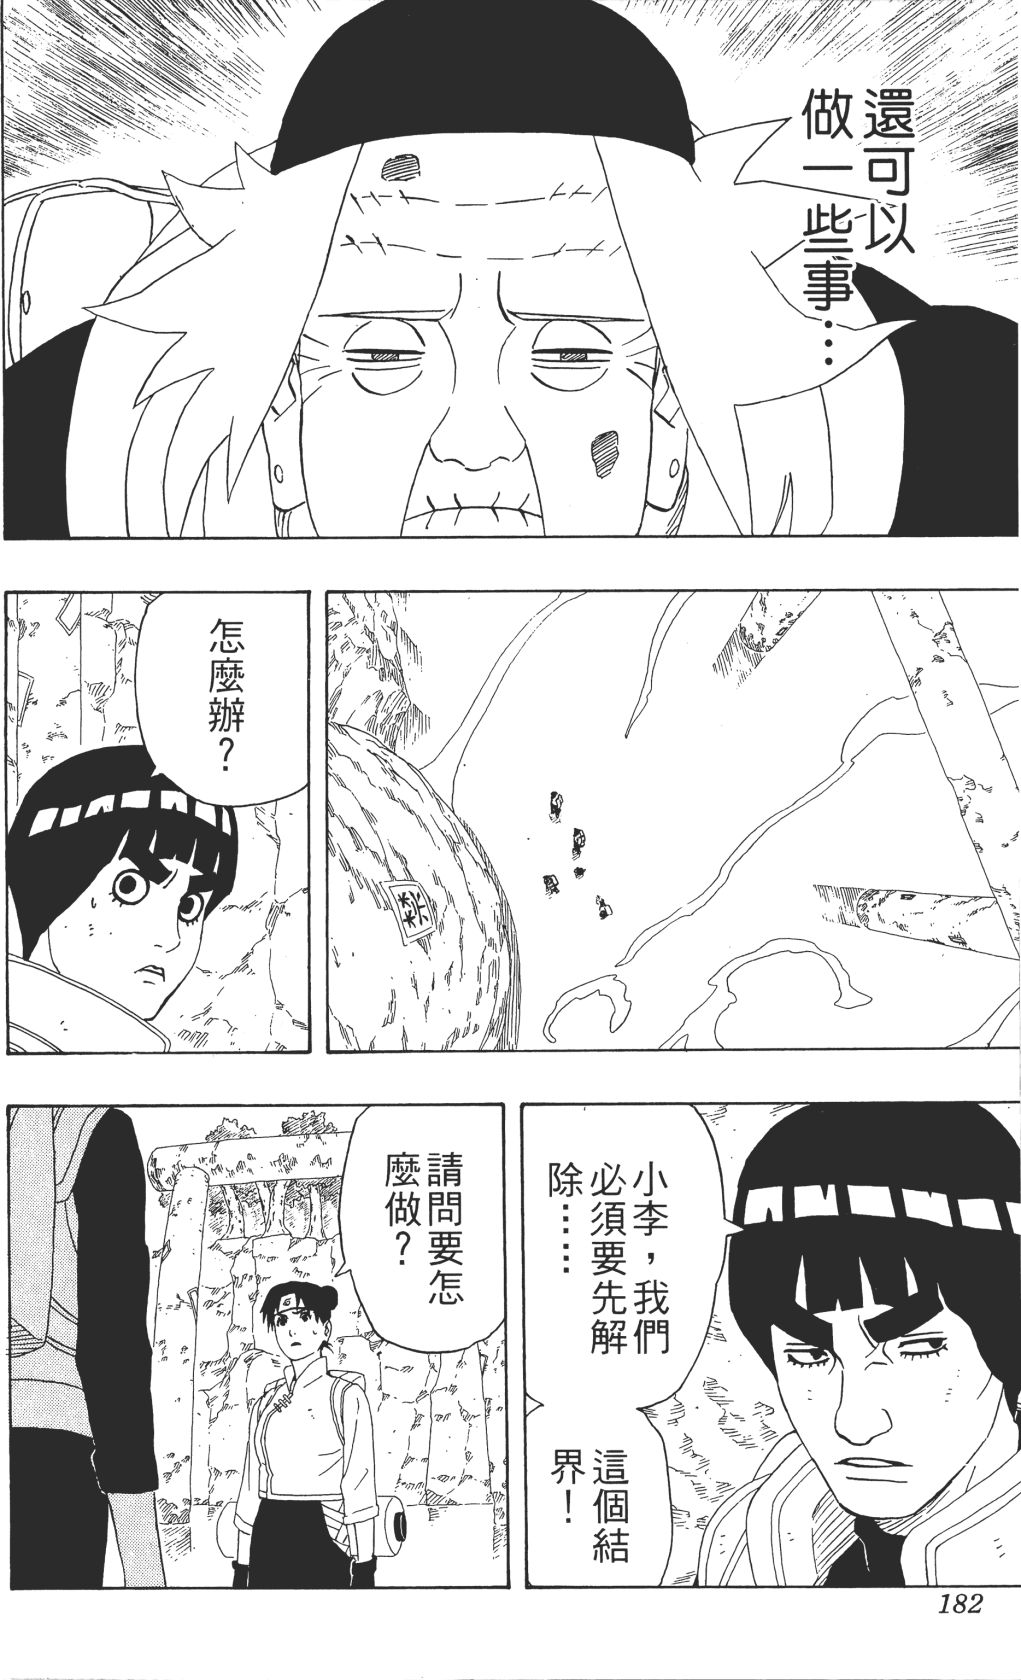 還可以
做一些事……
怎麼辦？
小李，我們
必須要先解
除……
這個結
界！
請問要怎
麼做？
182